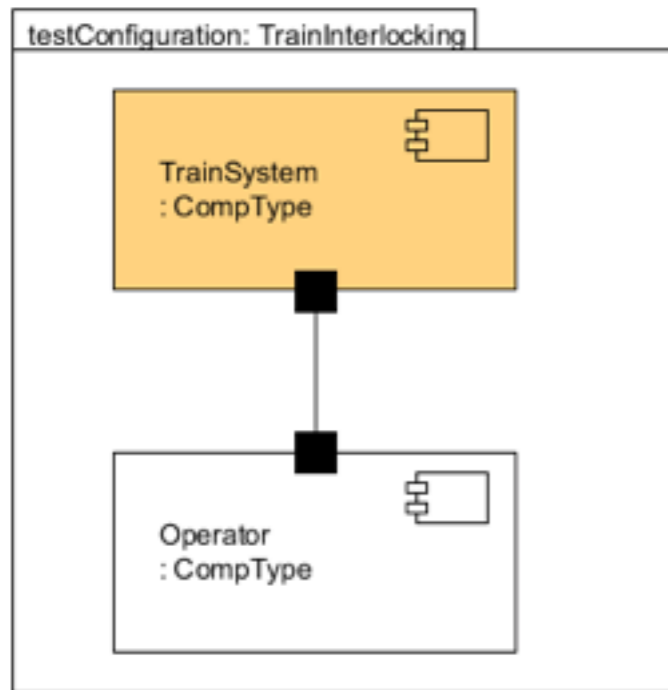 testConfiguration: TrainInterlocking
TrainSystem
: CompType
Operator
: CompType